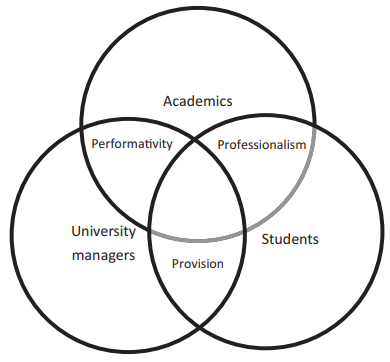 Academics
Performativity
Professionalism
University
managers
Students
Provision